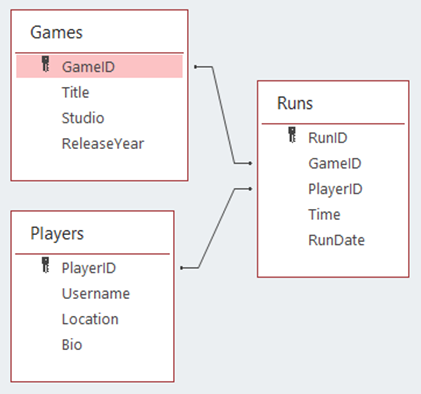 Games
GameID
Title
Studio
ReleaseYear
Players
PlayerID
Username
Location
Bio
Runs
RunID
GameID
PlayerID
Time
RunDate